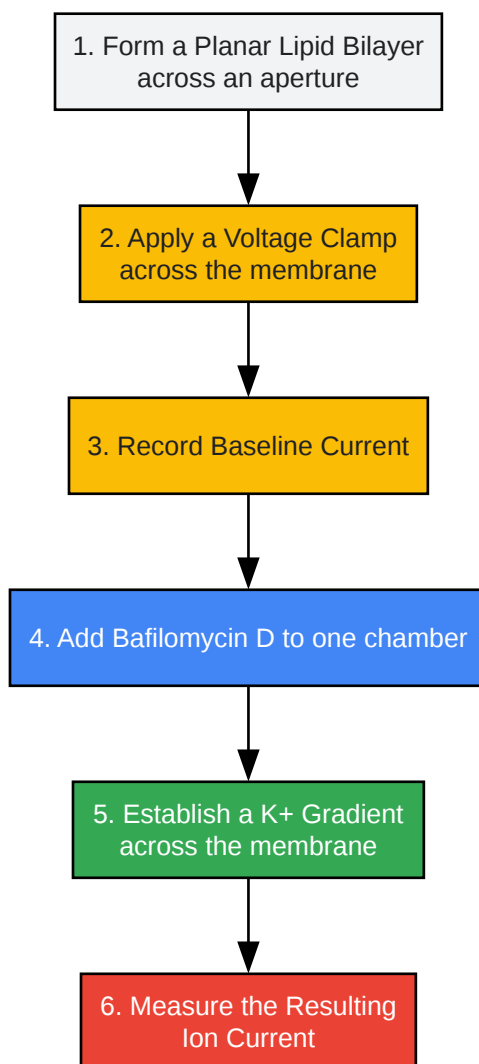 1. Form a Planar Lipid Bilayer
across an aperture
2. Apply a Voltage Clamp
across the membrane
3. Record Baseline Current
4. Add Bafilomycin D to one chamber
5. Establish a K+ Gradient
across the membrane
6. Measure the Resulting
Ion Current